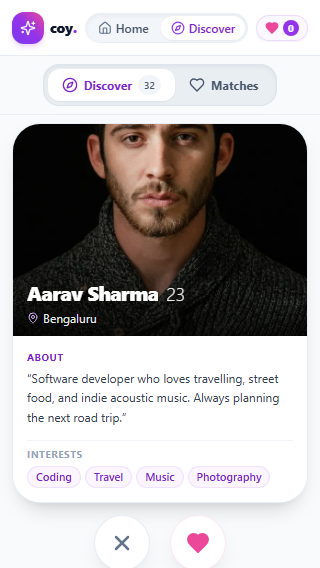 coy.
Home
Discover
0
Discover 32
Matches
Aarav Sharma 23
Bengaluru
ABOUT
“Software developer who loves travelling, street
food, and indie acoustic music. Always planning
the next road trip.”
INTERESTS
Coding Travel Music Photography